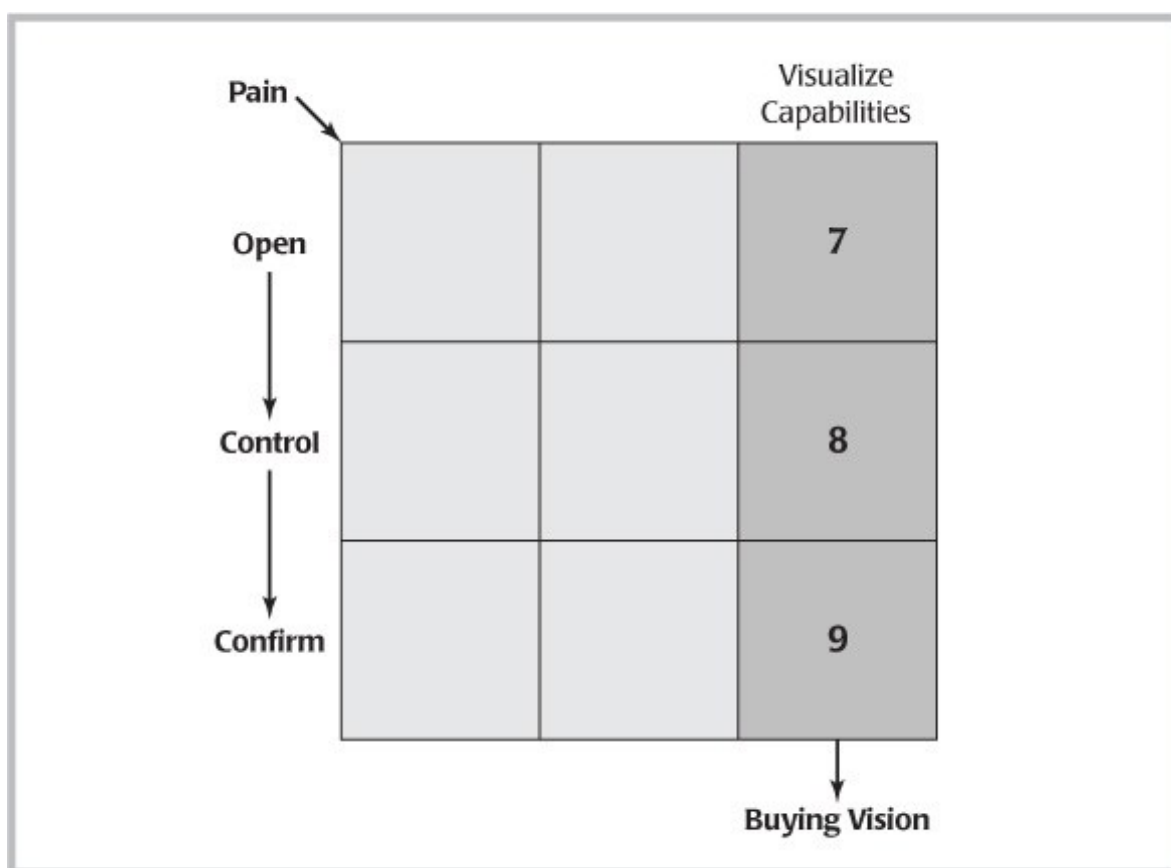 Visualize
Capabilities
Pain
Open
7
Control
8
Confirm
9
Buying Vision